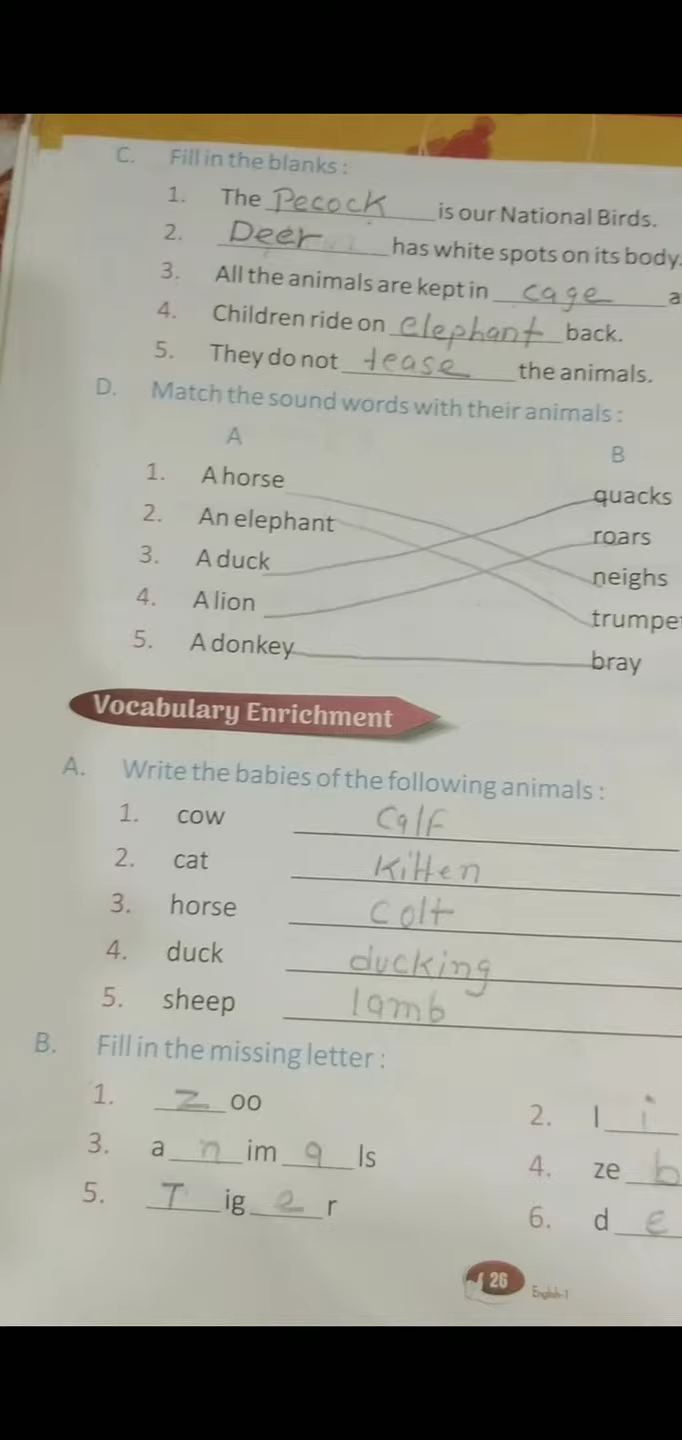 C. Fill in the blanks :
1. The Pecock is our National Birds.
2. Deer has white spots on its body.
3. All the animals are kept in cage a
4. Children ride on elephant back.
5. They do not tease the animals.
D. Match the sound words with their animals :
A B
1. A horse quacks
2. An elephant roars
3. A duck neighs
4. A lion trumpet
5. A donkey bray
Vocabulary Enrichment
A. Write the babies of the following animals :
1. cow calf
2. cat kitten
3. horse colt
4. duck ducking
5. sheep lamb
B. Fill in the missing letter :
1. z oo 2. l i
3. a n im a ls 4. ze b
5. T ig e r 6. d e
26 English-1